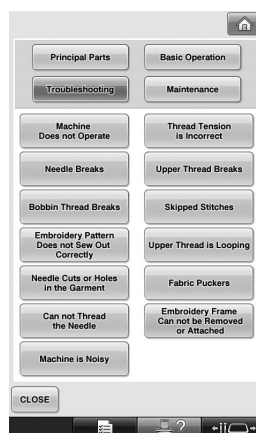 Principal Parts
Basic Operation
Troubleshooting
Maintenance
Machine
Does not Operate
Thread Tension
is Incorrect
Needle Breaks
Upper Thread Breaks
Bobbin Thread Breaks
Skipped Stitches
Embroidery Pattern
Does not Sew Out
Correctly
Upper Thread is Looping
Needle Cuts or Holes
in the Garment
Fabric Puckers
Can not Thread
the Needle
Embroidery Frame
Can not be Removed
or Attached
Machine is Noisy
CLOSE
?